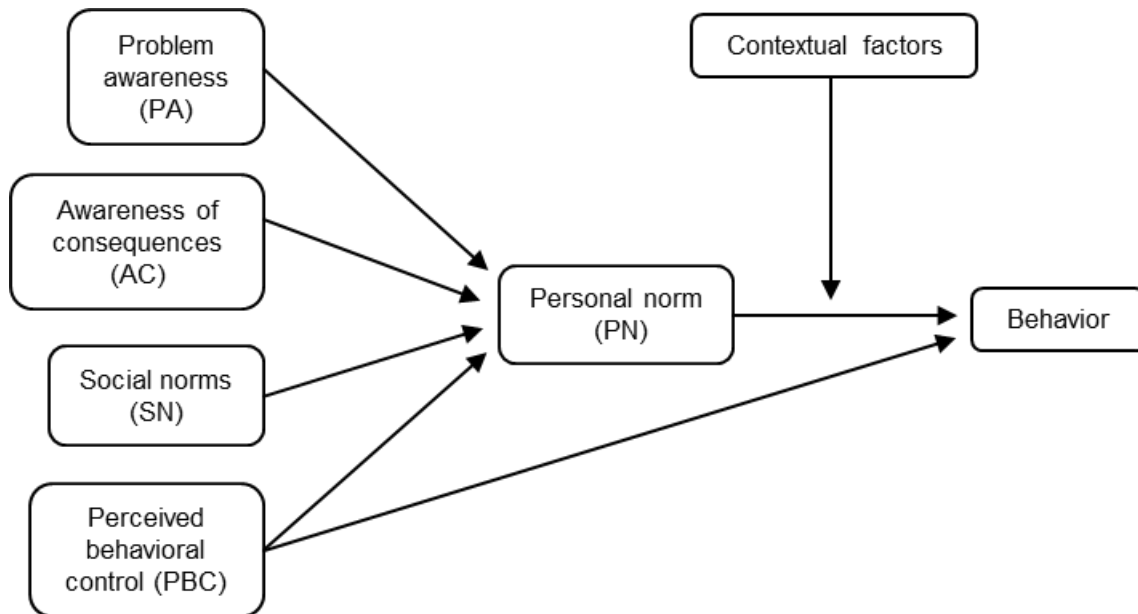 Problem
awareness
(PA)
Contextual factors
Awareness of
consequences
(AC)
Personal norm
(PN)
Behavior
Social norms
(SN)
Perceived
behavioral
control (PBC)